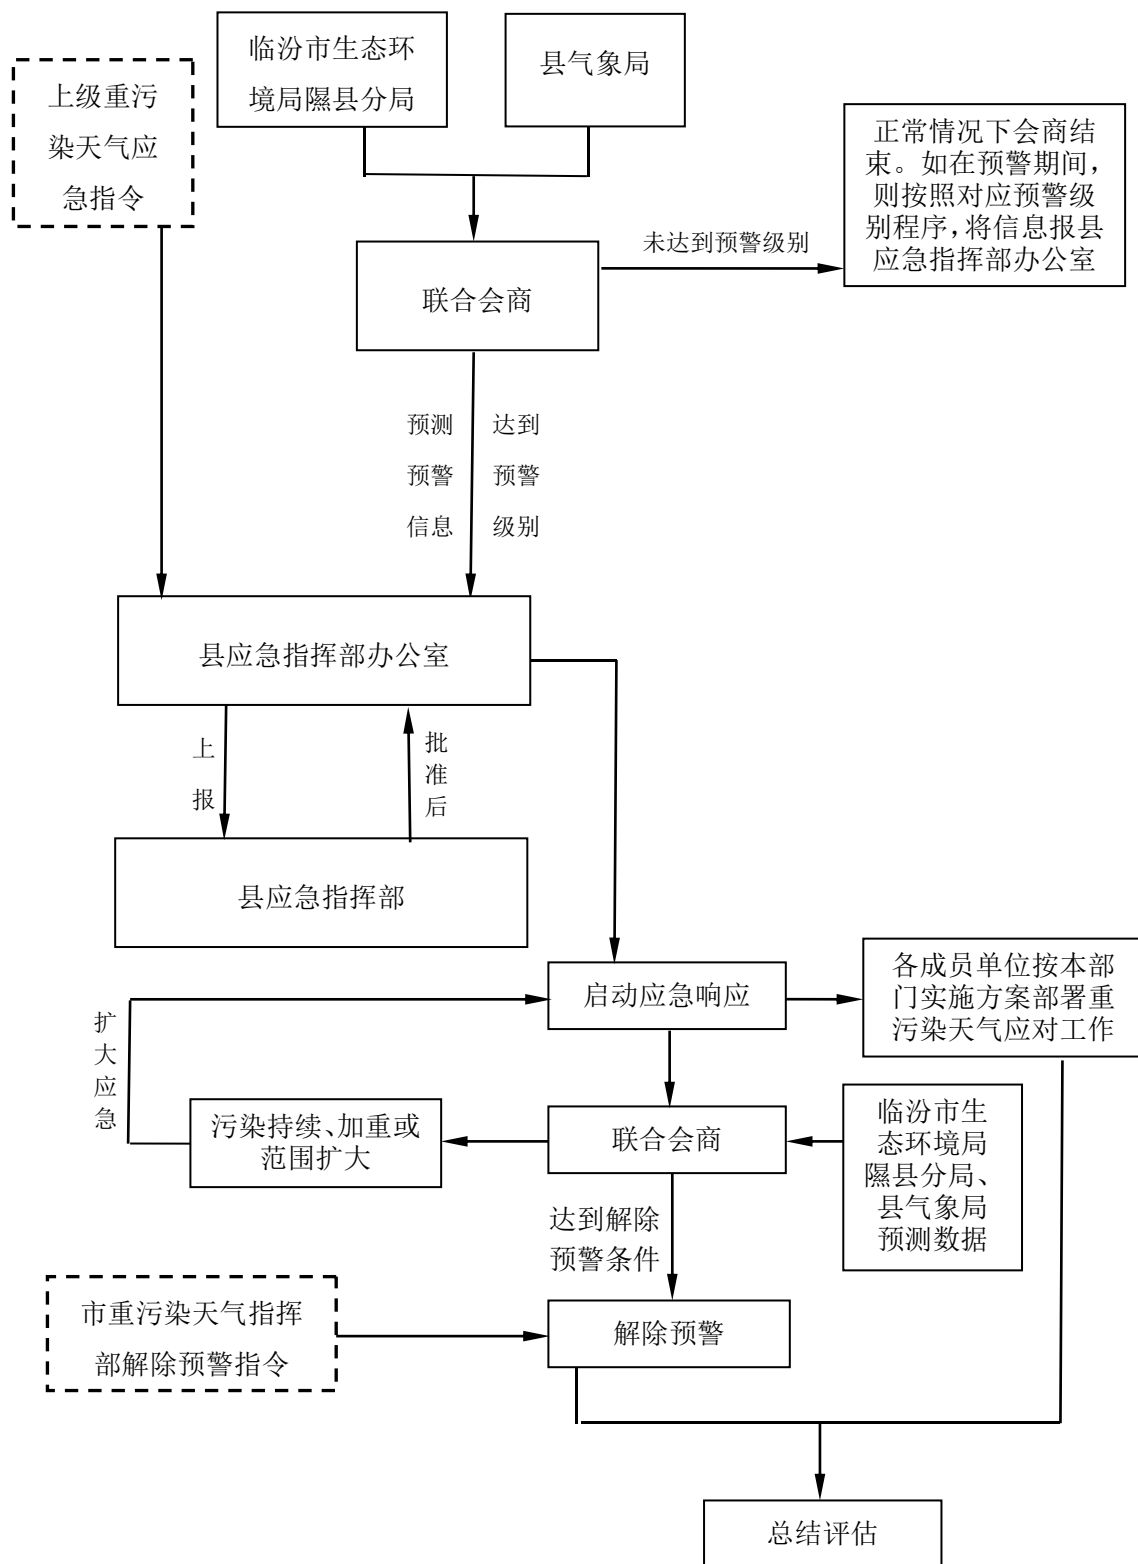 临汾市生态环
境局隰县分局
县气象局
上级重污
染天气应
急指令
正常情况下会商结
束。如在预警期间,
则按照对应预警级
别程序,将信息报县
应急指挥部办公室
未达到预警级别
联合会商
预测
预警
信息
达到
预警
级别
县应急指挥部办公室
上
报
批
准
后
县应急指挥部
启动应急响应
各成员单位按本部
门实施方案部署重
污染天气应对工作
扩
大
应
急
污染持续、加重或
范围扩大
联合会商
临汾市生
态环境局
隰县分局、
县气象局
预测数据
达到解除
预警条件
市重污染天气指挥
部解除预警指令
解除预警
总结评估